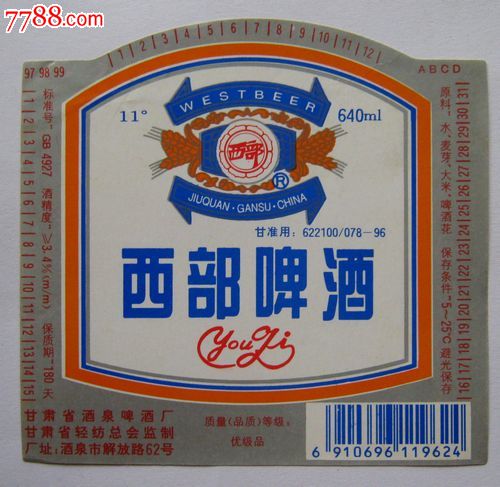 7788.com
1 2 3 4 5 6 7 8 9 10 11 12
97 98 99
ABCD
WESTBEER
11°
640ml
西部
®
JIUQUAN·GANSU·CHINA
甘准用：622100/078－96
西部啤酒
YouZi
标准号：GB 4927 酒精度：≥3.4%(m/m) 保质期：180天
1 2 3 4 5 6 7 8 9 10 11 12 13 14 15
原料：水、麦芽、大米、啤酒花 保存条件：5～25℃避光保存
16 17 18 19 20 21 22 23 24 25 26 27 28 29 30 31
甘肃省酒泉啤酒厂
甘肃省轻纺总会监制
厂址：酒泉市解放路62号
质量(品质)等级：
优级品
6 910696 119624